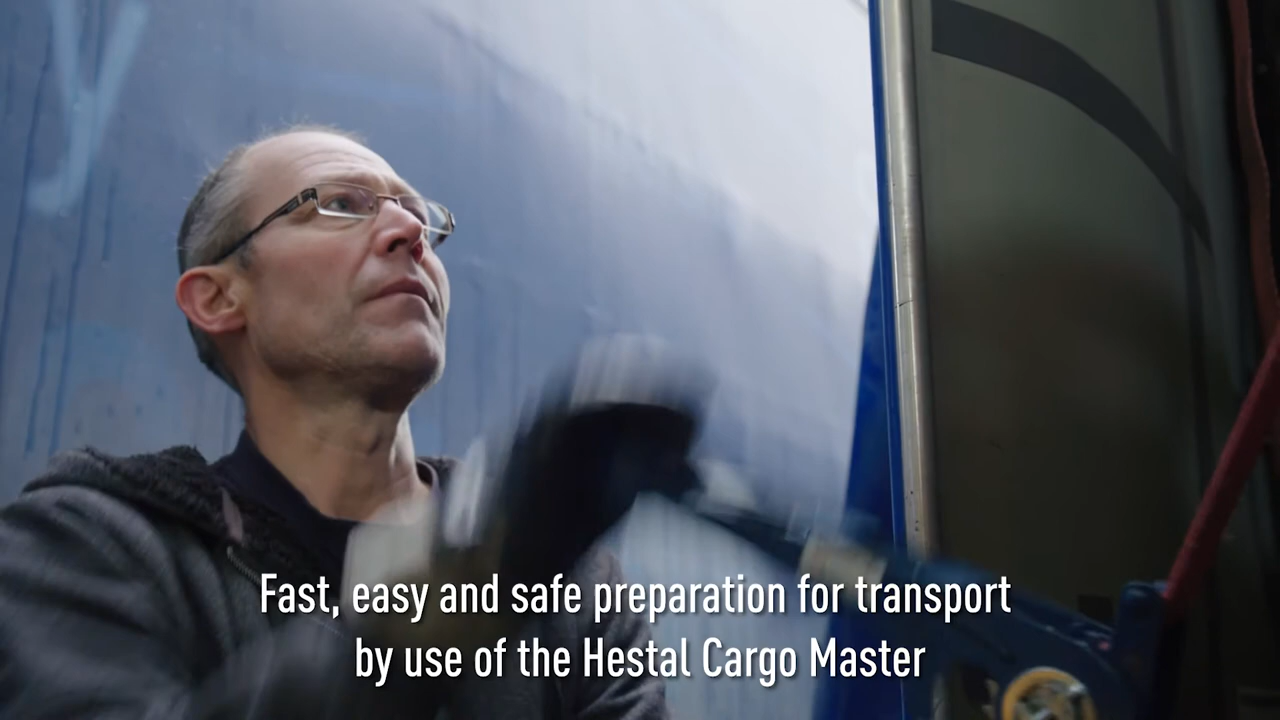 y
Fast, easy and safe preparation for transport
by use of the Hestal Cargo Master